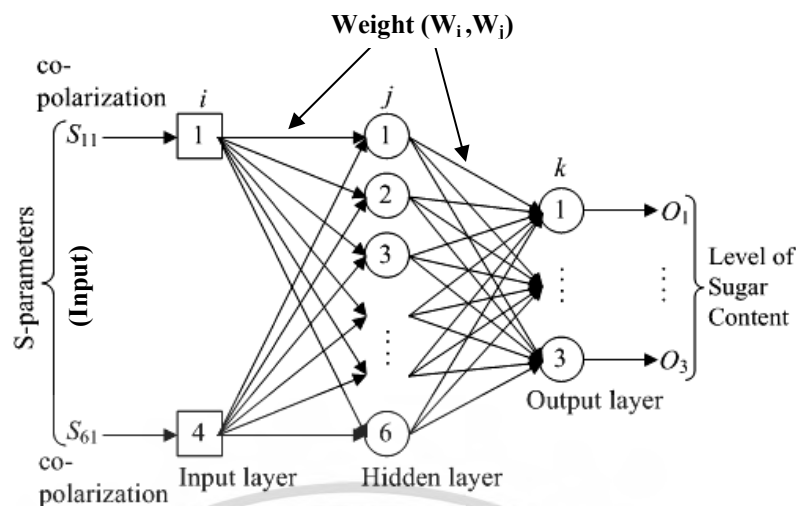 Weight (Wᵢ ,Wⱼ)
co-
polarization
i
j
k
S₁₁
1
1
2
3
⋮
6
1
⋮
3
O₁
⋮
O₃
Level of
Sugar
Content
S-parameters
(Input)
S₆₁
4
co-
polarization
Input layer
Hidden layer
Output layer